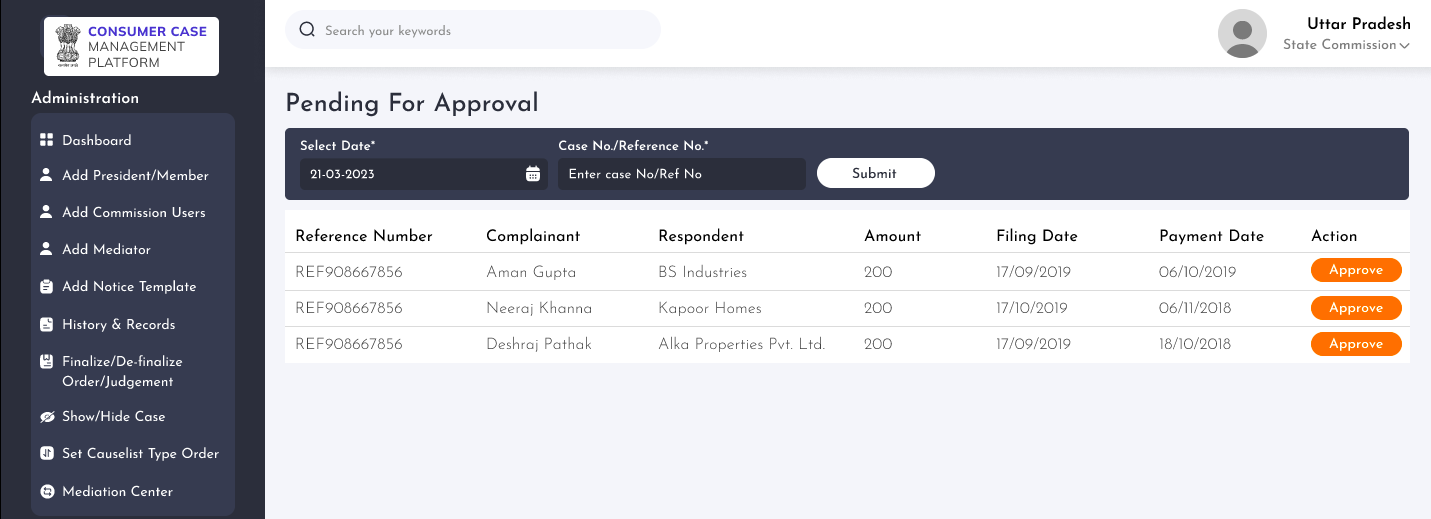 CONSUMER CASE
MANAGEMENT
PLATFORM
Search your keywords
Uttar Pradesh
State Commission
Administration
Dashboard
Add President/Member
Add Commission Users
Add Mediator
Add Notice Template
History & Records
Finalize/De-finalize
Order/Judgement
Show/Hide Case
Set Causelist Type Order
Mediation Center
Pending For Approval
Select Date* Case No./Reference No.*
21-03-2023 Enter case No/Ref No Submit
Reference Number Complainant Respondent Amount Filing Date Payment Date Action
REF908667856 Aman Gupta BS Industries 200 17/09/2019 06/10/2019 Approve
REF908667856 Neeraj Khanna Kapoor Homes 200 17/10/2019 06/11/2018 Approve
REF908667856 Deshraj Pathak Alka Properties Pvt. Ltd. 200 17/09/2019 18/10/2018 Approve